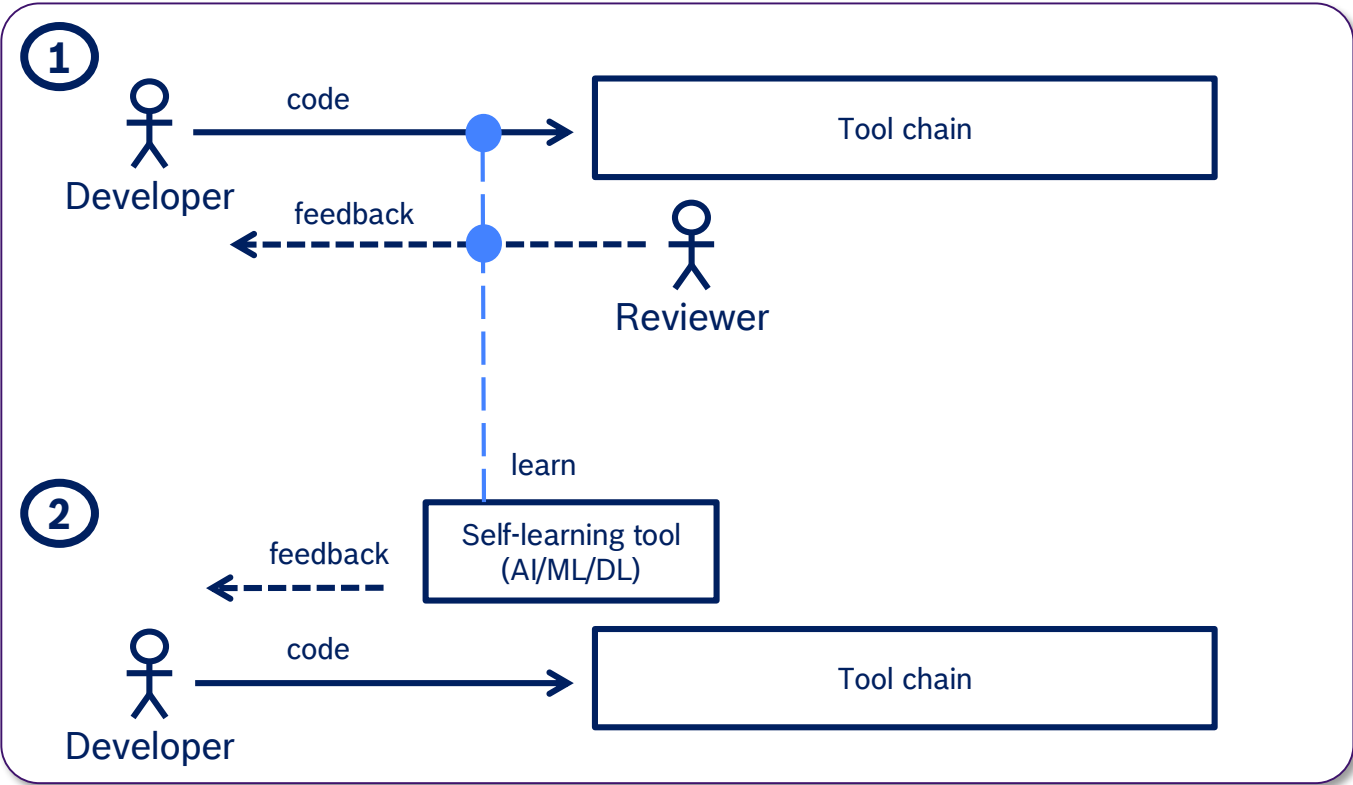 1
code
Tool chain
Developer
feedback
Reviewer
learn
2
Self-learning tool
(AI/ML/DL)
feedback
code
Tool chain
Developer